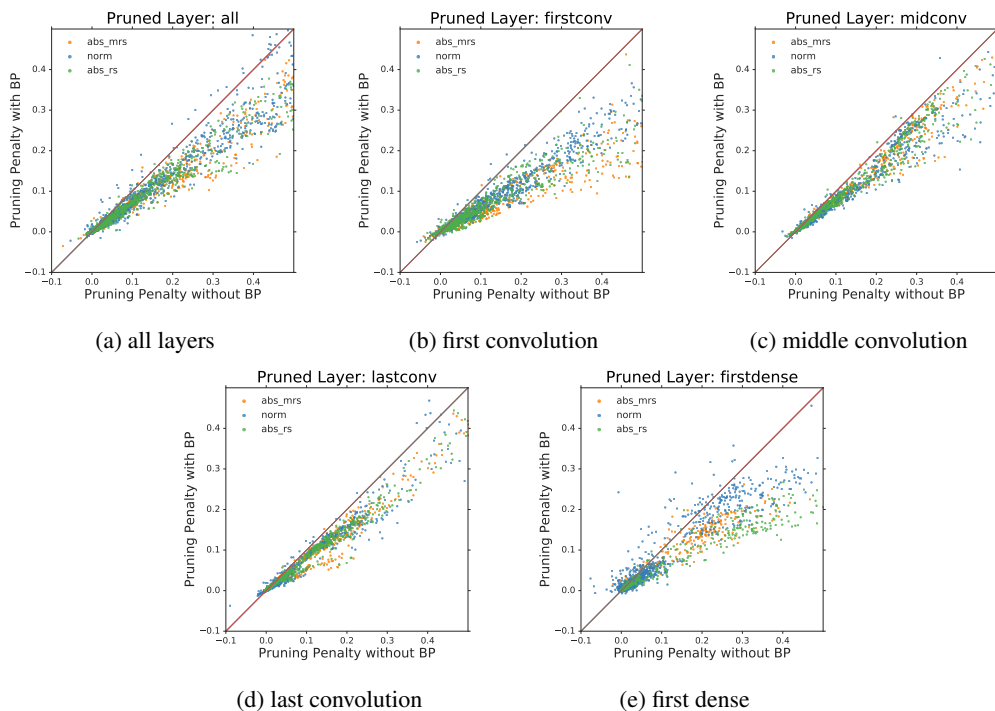 Pruned Layer: all
abs_mrs
norm
abs_rs
Pruning Penalty with BP
0.4
0.3
0.2
0.1
0.0
−0.1
−0.1 0.0 0.1 0.2 0.3 0.4
Pruning Penalty without BP
(a) all layers
Pruned Layer: firstconv
abs_mrs
norm
abs_rs
Pruning Penalty with BP
0.4
0.3
0.2
0.1
0.0
−0.1
−0.1 0.0 0.1 0.2 0.3 0.4
Pruning Penalty without BP
(b) first convolution
Pruned Layer: midconv
abs_mrs
norm
abs_rs
Pruning Penalty with BP
0.4
0.3
0.2
0.1
0.0
−0.1
−0.1 0.0 0.1 0.2 0.3 0.4
Pruning Penalty without BP
(c) middle convolution
Pruned Layer: lastconv
abs_mrs
norm
abs_rs
Pruning Penalty with BP
0.4
0.3
0.2
0.1
0.0
−0.1
−0.1 0.0 0.1 0.2 0.3 0.4
Pruning Penalty without BP
(d) last convolution
Pruned Layer: firstdense
abs_mrs
norm
abs_rs
Pruning Penalty with BP
0.4
0.3
0.2
0.1
0.0
−0.1
−0.1 0.0 0.1 0.2 0.3 0.4
Pruning Penalty without BP
(e) first dense